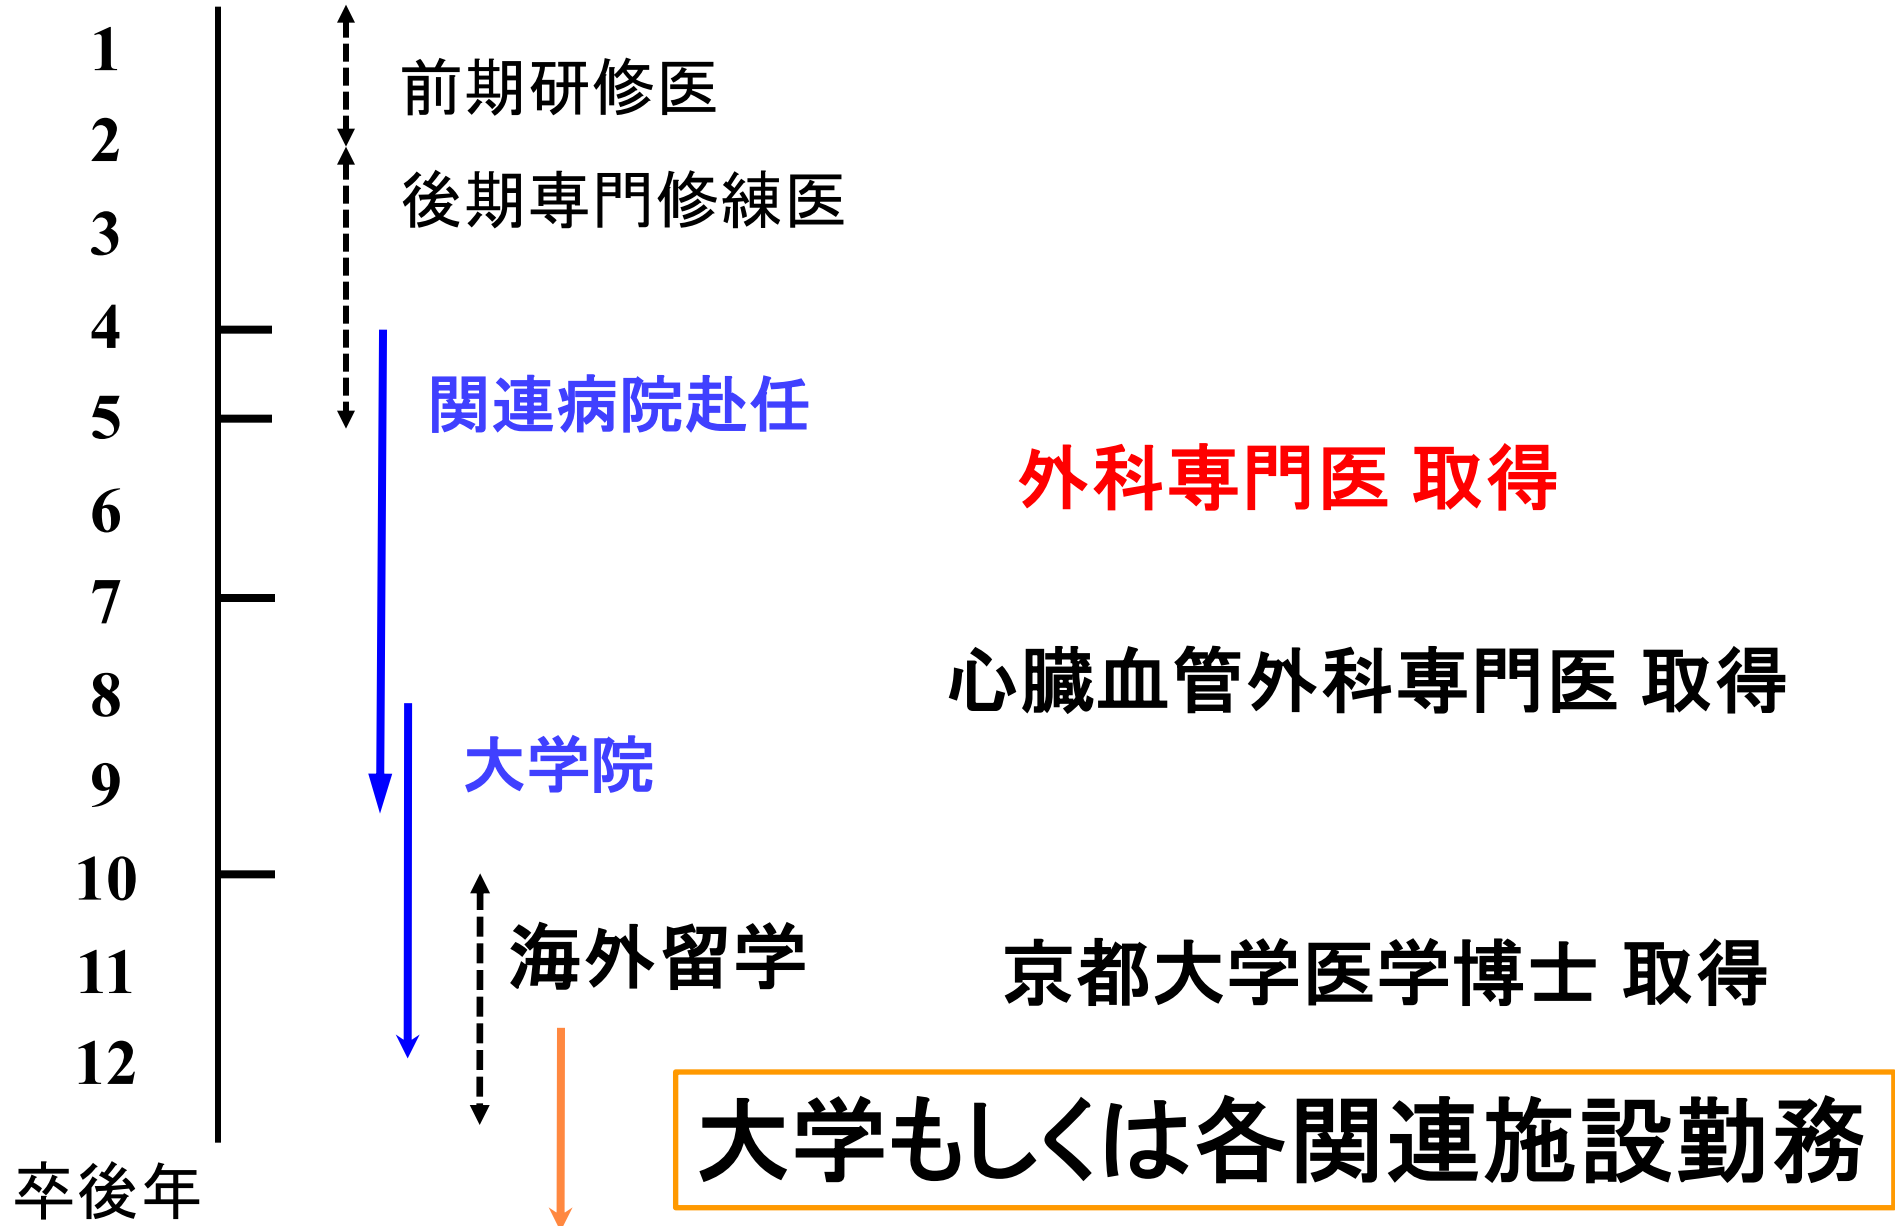 1
前期研修医
2
後期専門修練医
3
4
関連病院赴任
5
外科専門医 取得
6
7
心臓血管外科専門医 取得
8
大学院
9
10
海外留学
京都大学医学博士 取得
11
12
大学もしくは各関連施設勤務
卒後年